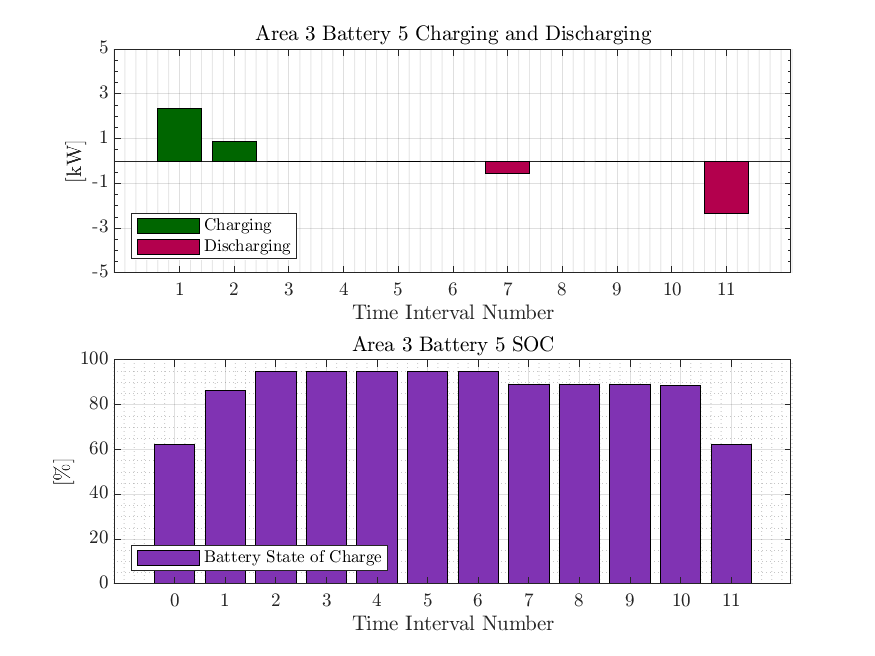 Area 3 Battery 5 Charging and Discharging
5
3
1
-1
-3
-5
[kW]
Charging
Discharging
1 2 3 4 5 6 7 8 9 10 11
Time Interval Number
Area 3 Battery 5 SOC
100
80
60
40
20
0
[%]
Battery State of Charge
0 1 2 3 4 5 6 7 8 9 10 11
Time Interval Number